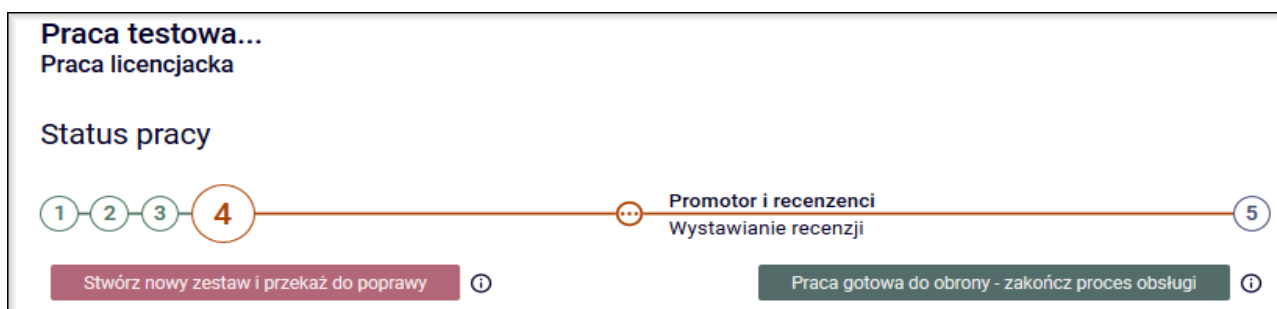 Praca testowa...
Praca licencjacka
Status pracy
1 2 3 4 Promotor i recenzenci 5
Wystawianie recenzji
Stwórz nowy zestaw i przekaż do poprawy
Praca gotowa do obrony - zakończ proces obsługi